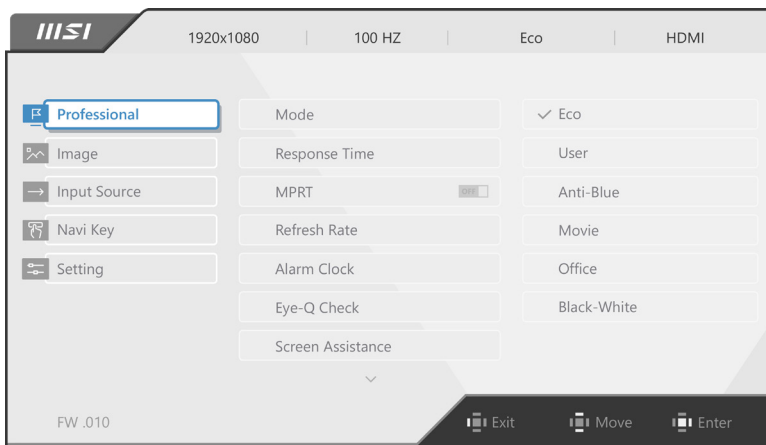 msi 1920x1080 100 HZ Eco HDMI
Professional Mode ✓ Eco
Image Response Time User
Input Source MPRT OFF Anti-Blue
Navi Key Refresh Rate Movie
Setting Alarm Clock Office
Eye-Q Check Black-White
Screen Assistance
FW .010 Exit Move Enter